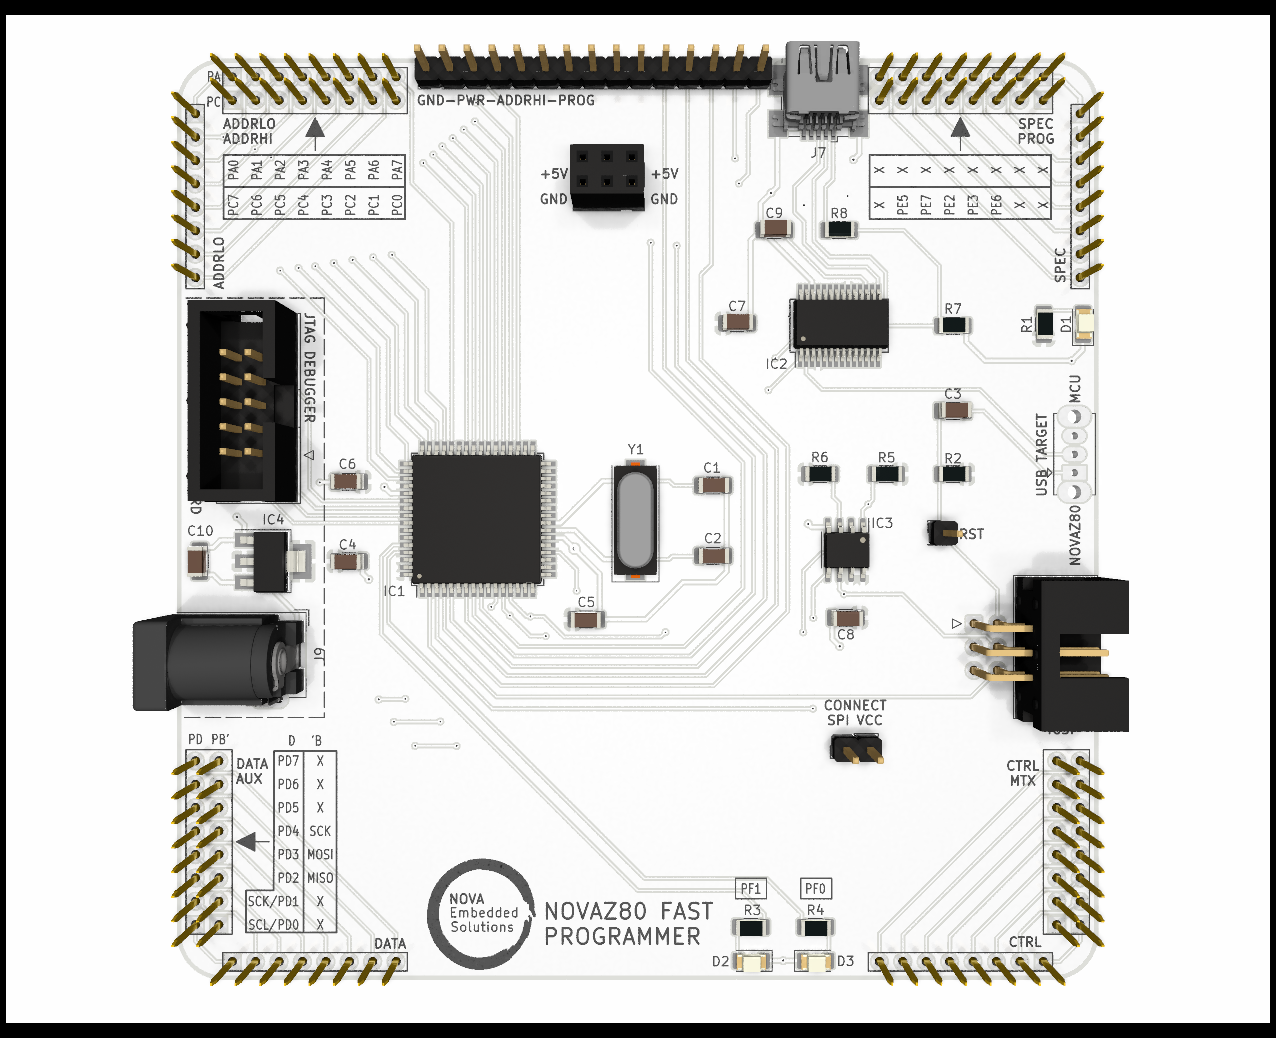 PA
PC
GND-PWR-ADDRHI-PROG
ADDRLO
ADDRHI
PA0 PA1 PA2 PA3 PA4 PA5 PA6 PA7
PC7 PC6 PC5 PC4 PC3 PC2 PC1 PC0
ADDRLO
+5V +5V
GND GND
J7
SPEC
PROG
X X X X X X X X
X PE5 PE7 PE2 PE3 PE6 X X
SPEC
C9 R8
C7
IC2
R7
R1
D1
JTAG DEBUGGER
C3
MCU
USB TARGET
NOVAZ80
C6
Y1
C1
R6 R5 R2
RD
IC4
C10
C4
IC1
C2
IC3
RST
C5
C8
J9
CONNECT
SPI VCC
PD PB'
D 'B
DATA
AUX
PD7 X
PD6 X
PD5 X
PD4 SCK
PD3 MOSI
PD2 MISO
SCK/PD1 X
SCL/PD0 X
DATA
CTRL
MTX
CTRL
NOVA
Embedded
Solutions
NOVAZ80 FAST
PROGRAMMER
PF1 PF0
R3 R4
D2 D3